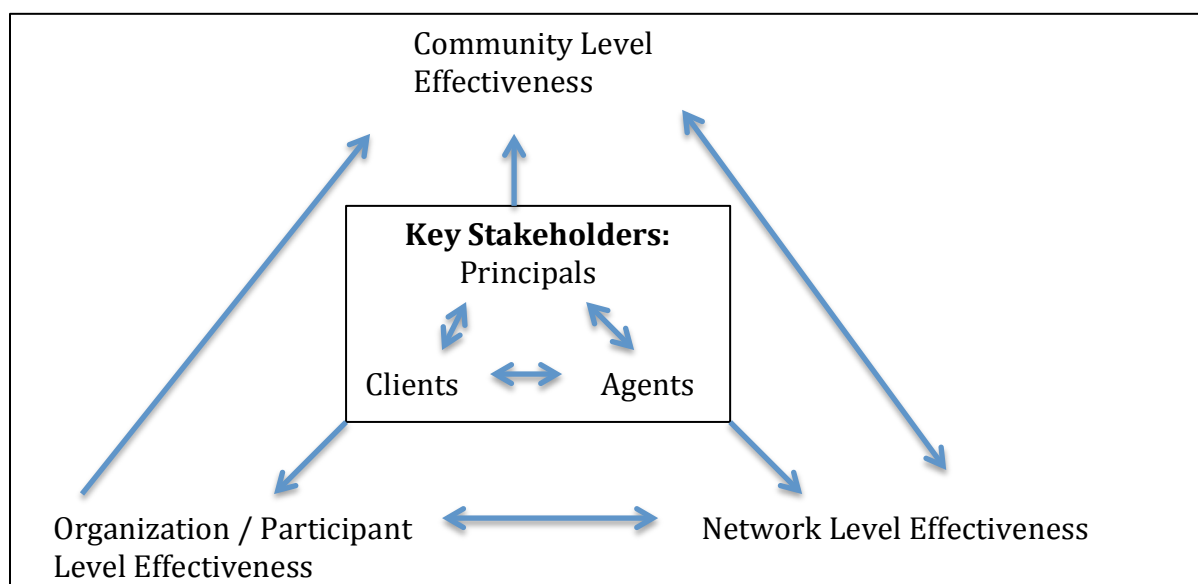 Community Level
Effectiveness
Key Stakeholders:
Principals
Clients
Agents
Organization / Participant
Level Effectiveness
Network Level Effectiveness